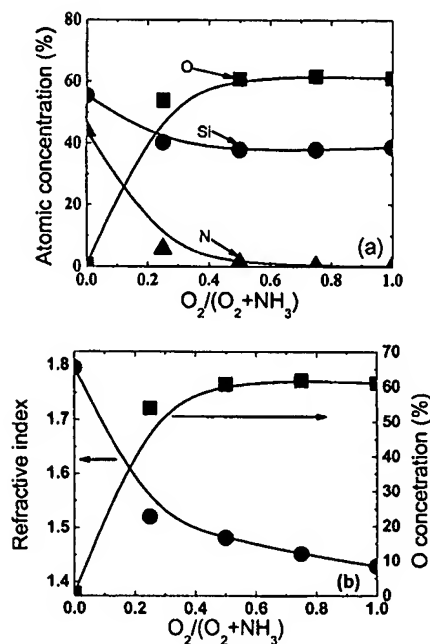 Atomic concentration (%)
80
60
40
20
0
O
Si
N
(a)
0.0 0.2 0.4 0.6 0.8 1.0
O₂/(O₂+NH₃)
Refractive index
1.8
1.7
1.6
1.5
1.4
70
60
50
40
30
20
10
0
O concetration (%)
(b)
0.0 0.2 0.4 0.6 0.8 1.0
O₂/(O₂+NH₃)